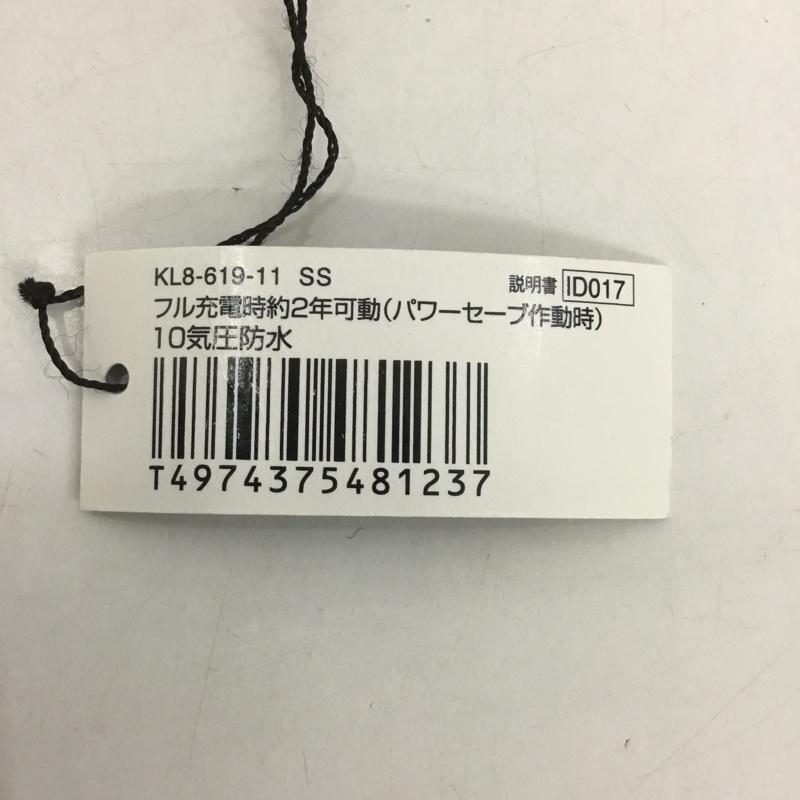 KL8-619-11 SS 説明書 ID017
フル充電時約2年可動(パワーセーブ作動時)
10気圧防水
T4974375481237